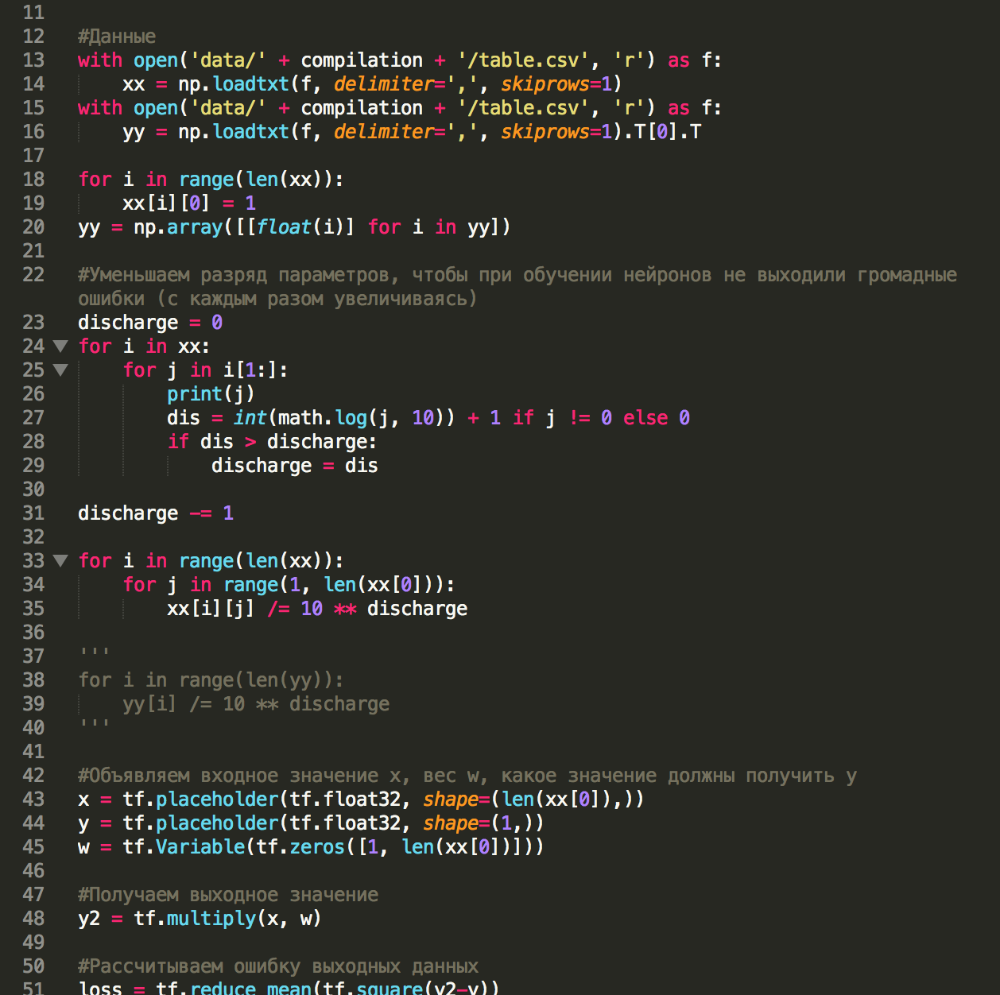 11
12 #Данные
13 with open('data/' + compilation + '/table.csv', 'r') as f:
14     xx = np.loadtxt(f, delimiter=',', skiprows=1)
15 with open('data/' + compilation + '/table.csv', 'r') as f:
16     yy = np.loadtxt(f, delimiter=',', skiprows=1).T[0].T
17
18 for i in range(len(xx)):
19     xx[i][0] = 1
20 yy = np.array([[float(i)] for i in yy])
21
22 #Уменьшаем разряд параметров, чтобы при обучении нейронов не выходили громадные
ошибки (с каждым разом увеличиваясь)
23 discharge = 0
24 for i in xx:
25     for j in i[1:]:
26         print(j)
27         dis = int(math.log(j, 10)) + 1 if j != 0 else 0
28         if dis > discharge:
29             discharge = dis
30
31 discharge -= 1
32
33 for i in range(len(xx)):
34     for j in range(1, len(xx[0])):
35         xx[i][j] /= 10 ** discharge
36
37 '''
38 for i in range(len(yy)):
39     yy[i] /= 10 ** discharge
40 '''
41
42 #Объявляем входное значение x, вес w, какое значение должны получить y
43 x = tf.placeholder(tf.float32, shape=(len(xx[0]),))
44 y = tf.placeholder(tf.float32, shape=(1,))
45 w = tf.Variable(tf.zeros([1, len(xx[0])]))
46
47 #Получаем выходное значение
48 y2 = tf.multiply(x, w)
49
50 #Рассчитываем ошибку выходных данных
51 loss = tf.reduce_mean(tf.square(y2-y))